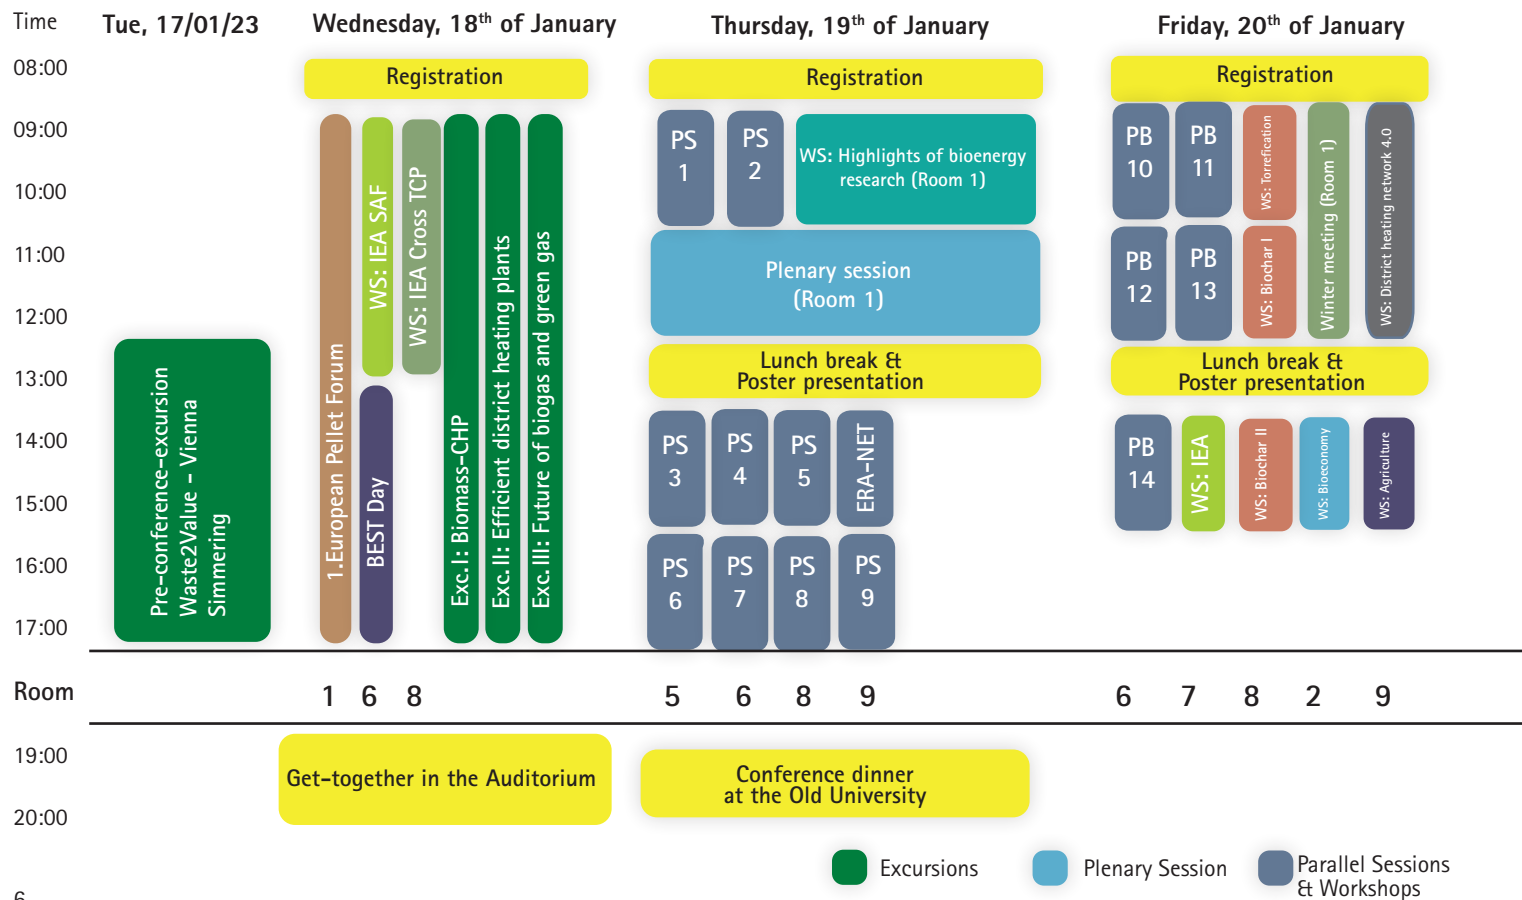 Time
Tue, 17/01/23
Wednesday, 18th of January
Thursday, 19th of January
Friday, 20th of January
08:00
09:00
10:00
11:00
12:00
13:00
14:00
15:00
16:00
17:00
Pre-conference-excursion
Waste2Value - Vienna
Simmering
Registration
1.European Pellet Forum
WS: IEA SAF
BEST Day
WS: IEA Cross TCP
Exc.I: Biomass-CHP
Exc.II: Efficient district heating plants
Exc.III: Future of biogas and green gas
Registration
PS
1
PS
2
WS: Highlights of bioenergy
research (Room 1)
Plenary session
(Room 1)
Lunch break &
Poster presentation
PS
3
PS
4
PS
5
ERA-NET
PS
6
PS
7
PS
8
PS
9
Registration
PB
10
PB
11
WS: Torrefication
Winter meeting (Room 1)
WS: District heating network 4.0
PB
12
PB
13
WS: Biochar I
Lunch break &
Poster presentation
PB
14
WS: IEA
WS: Biochar II
WS: Bioeconomy
WS: Agriculture
Room
1 6 8
5 6 8 9
6 7 8 2 9
19:00
20:00
Get-together in the Auditorium
Conference dinner
at the Old University
Excursions
Plenary Session
Parallel Sessions
& Workshops
6